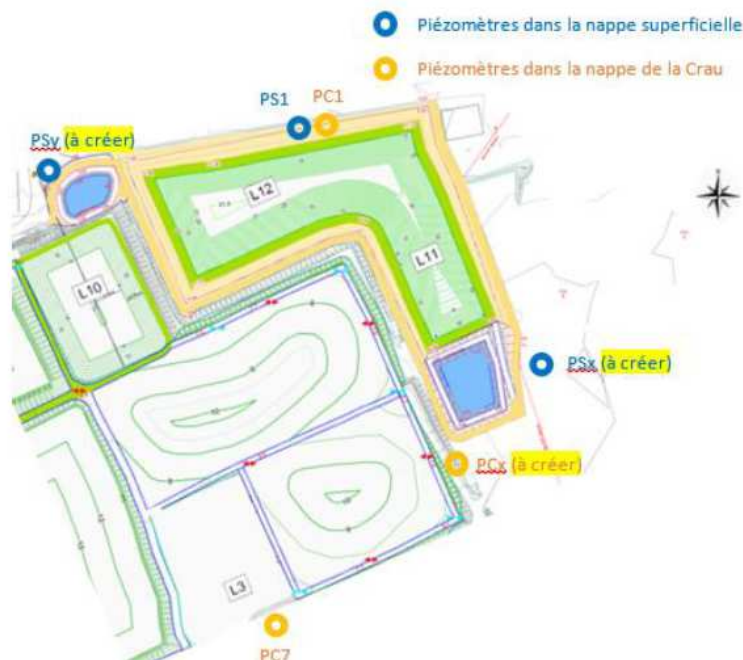 Piézomètres dans la nappe superficielle
Piézomètres dans la nappe de la Crau
PS1 PC1
PSy (à créer)
L12
L11
L10
PSx (à créer)
PCx (à créer)
L3
PC7